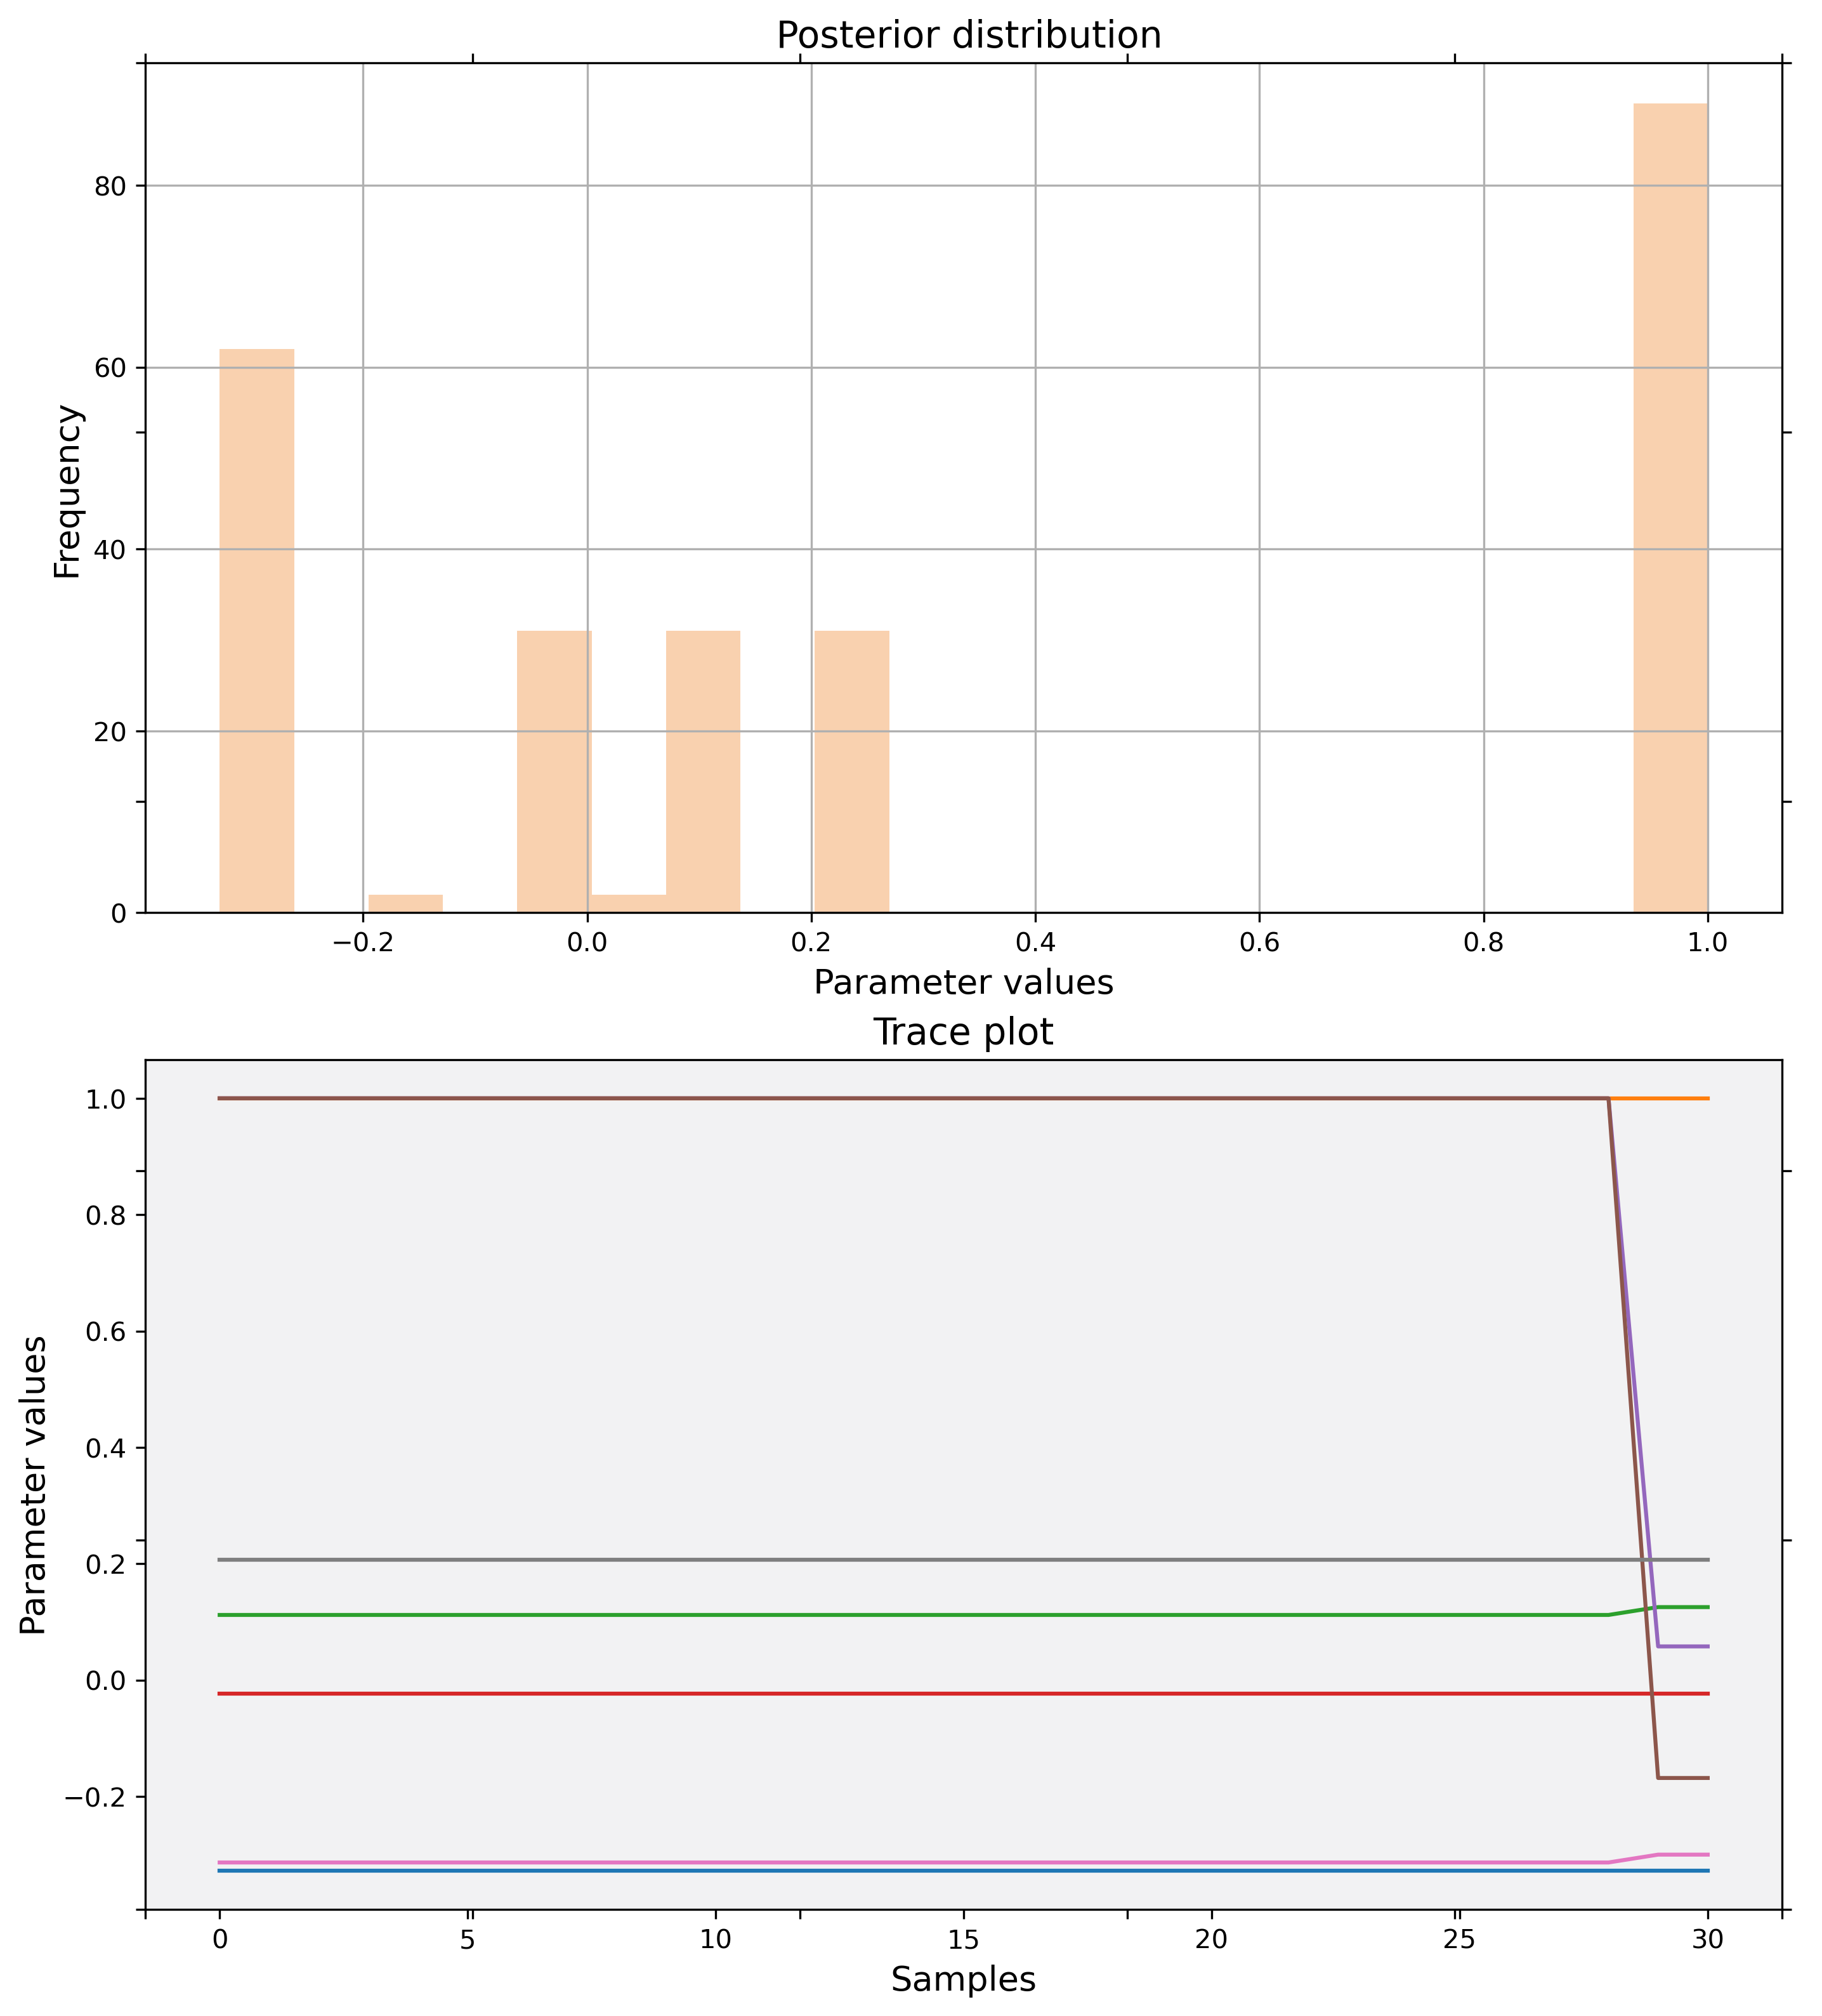 Posterior distribution
80
60
40
20
0
Frequency
−0.2 0.0 0.2 0.4 0.6 0.8 1.0
Parameter values
Trace plot
1.0
0.8
0.6
0.4
0.2
0.0
−0.2
Parameter values
0 5 10 15 20 25 30
Samples